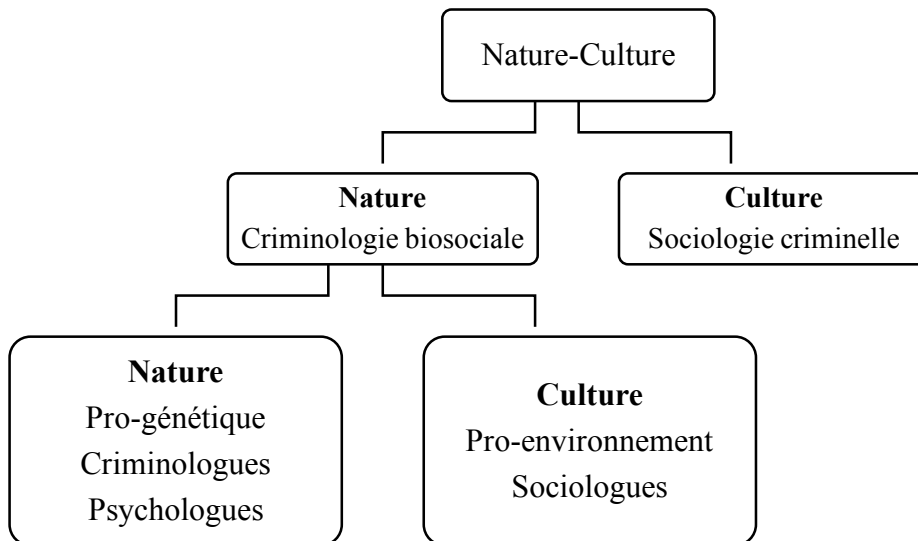 Nature-Culture
Nature
Criminologie biosociale
Culture
Sociologie criminelle
Nature
Pro-génétique
Criminologues
Psychologues
Culture
Pro-environnement
Sociologues